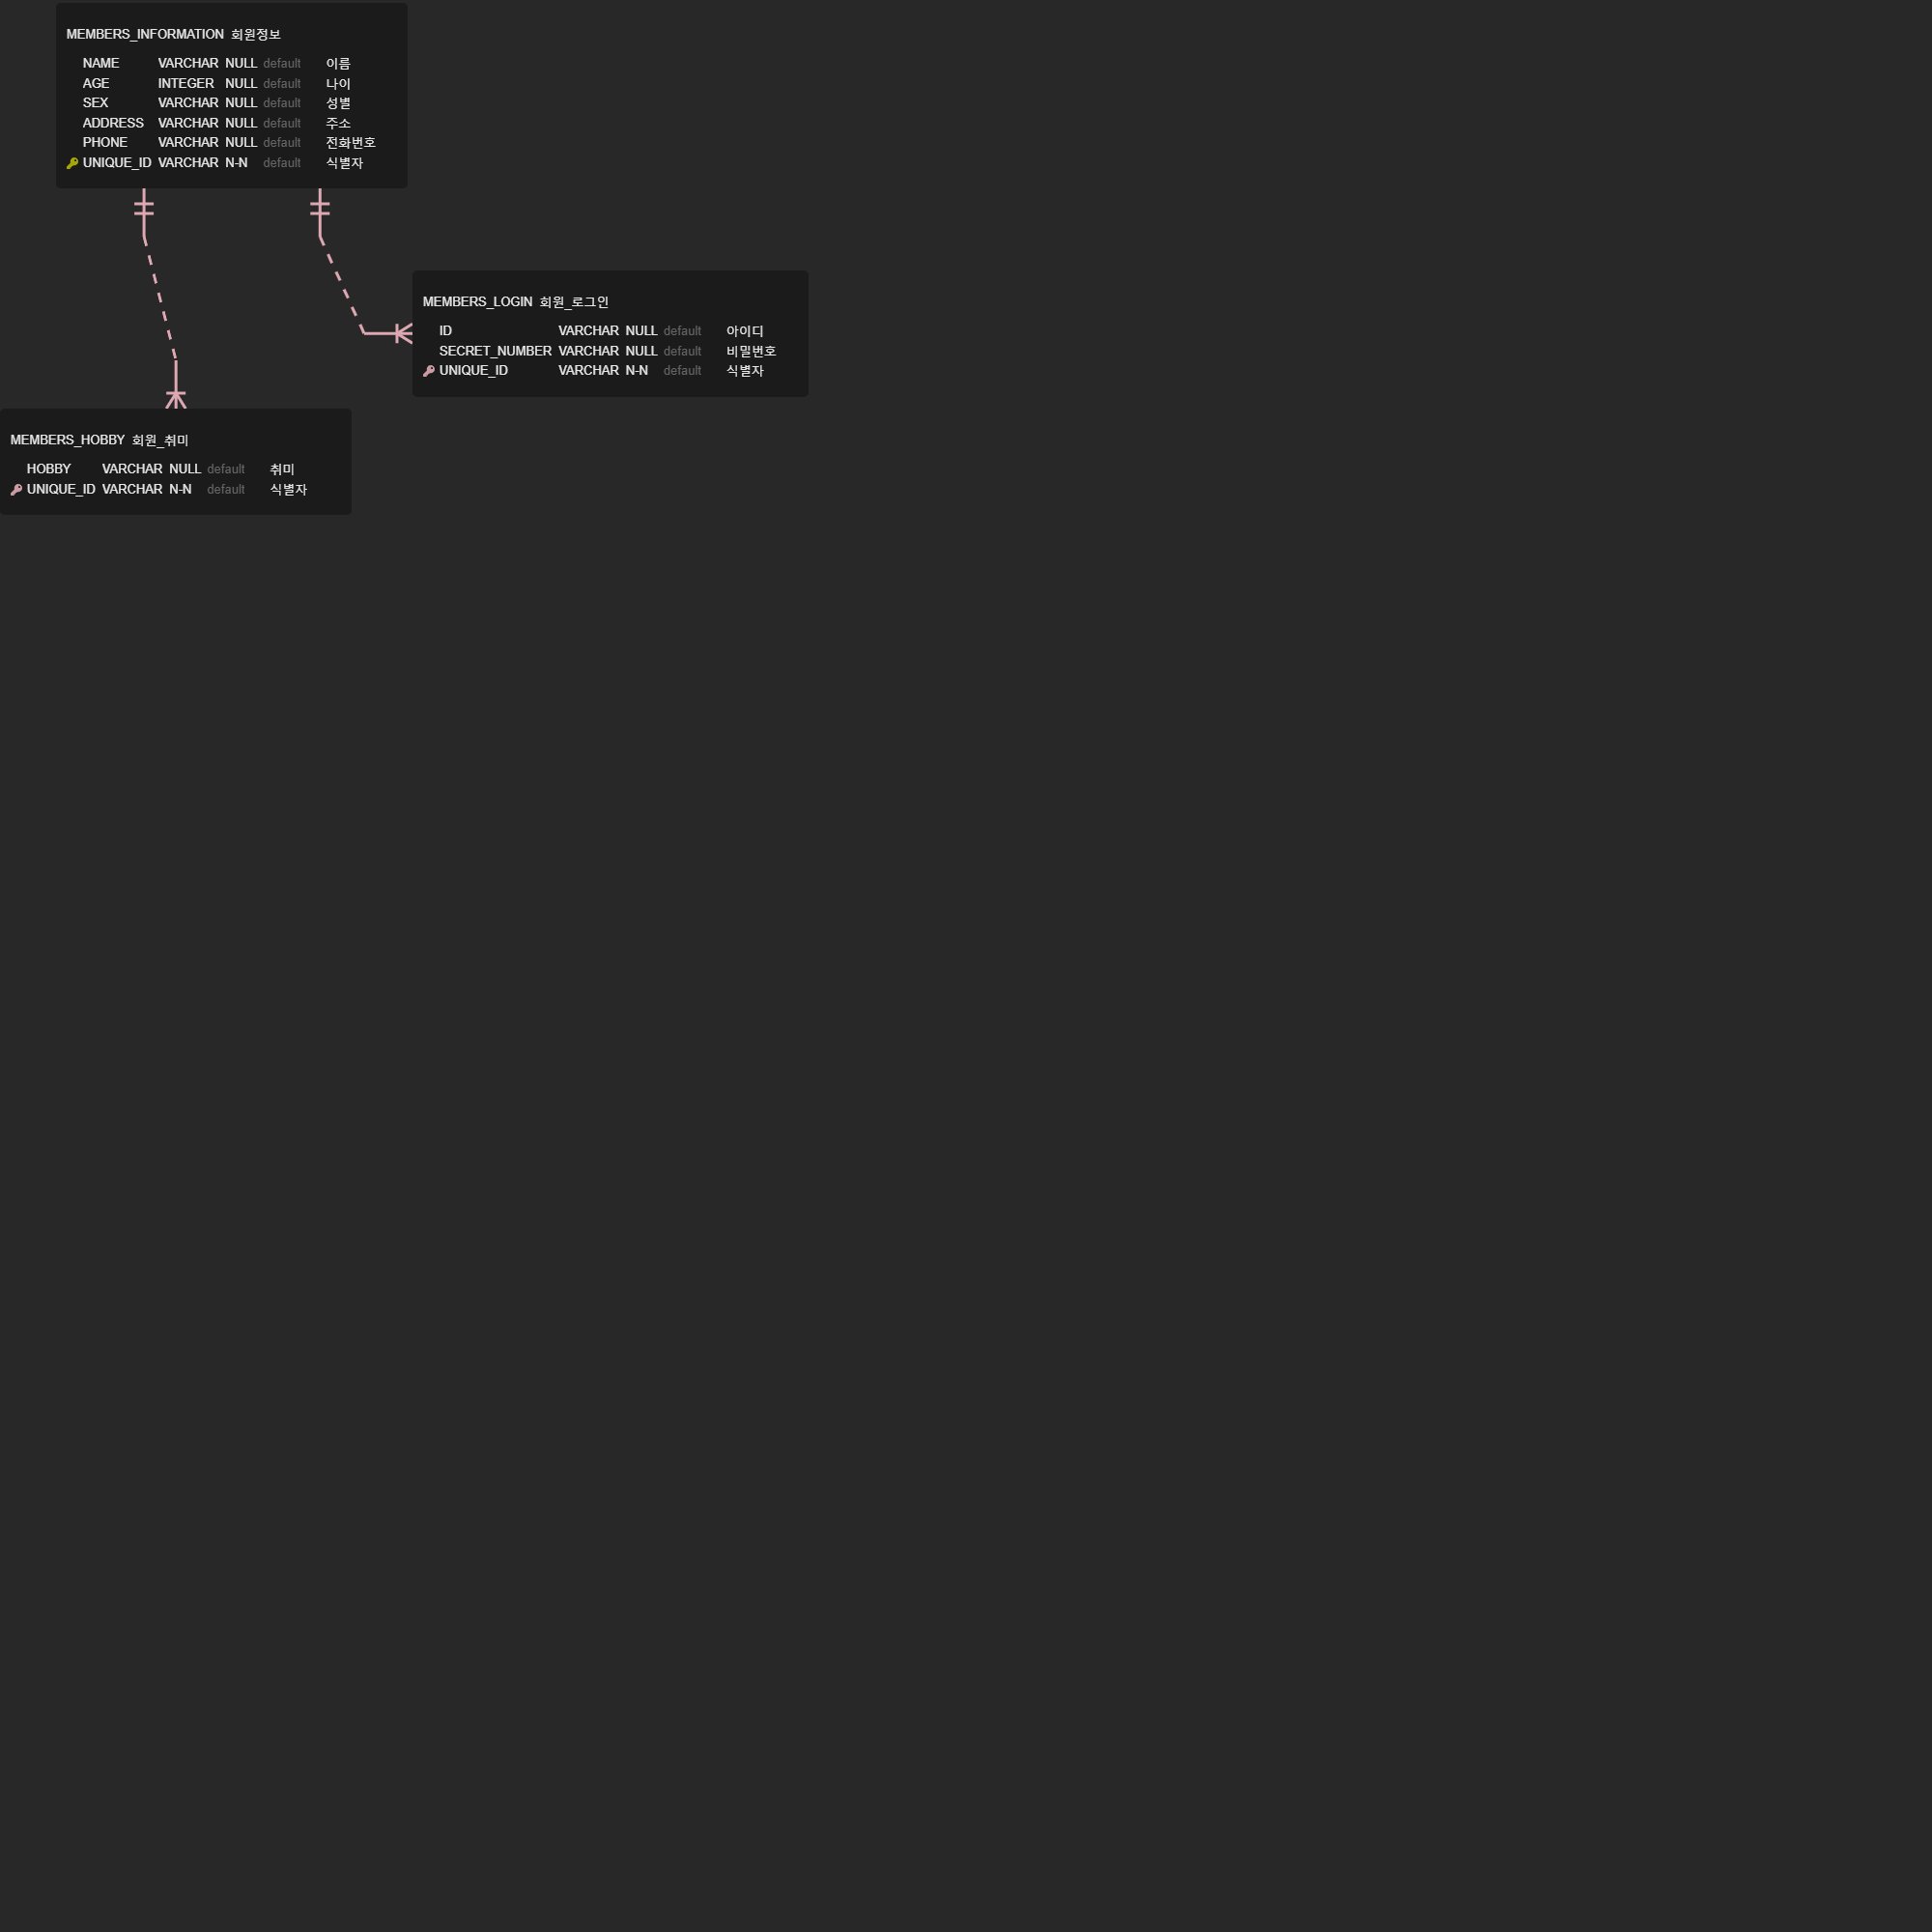 MEMBERS_INFORMATION 회원정보
NAME VARCHAR NULL default 이름
AGE INTEGER NULL default 나이
SEX VARCHAR NULL default 성별
ADDRESS VARCHAR NULL default 주소
PHONE VARCHAR NULL default 전화번호
UNIQUE_ID VARCHAR N-N default 식별자
MEMBERS_LOGIN 회원_로그인
ID VARCHAR NULL default 아이디
SECRET_NUMBER VARCHAR NULL default 비밀번호
UNIQUE_ID VARCHAR N-N default 식별자
MEMBERS_HOBBY 회원_취미
HOBBY VARCHAR NULL default 취미
UNIQUE_ID VARCHAR N-N default 식별자